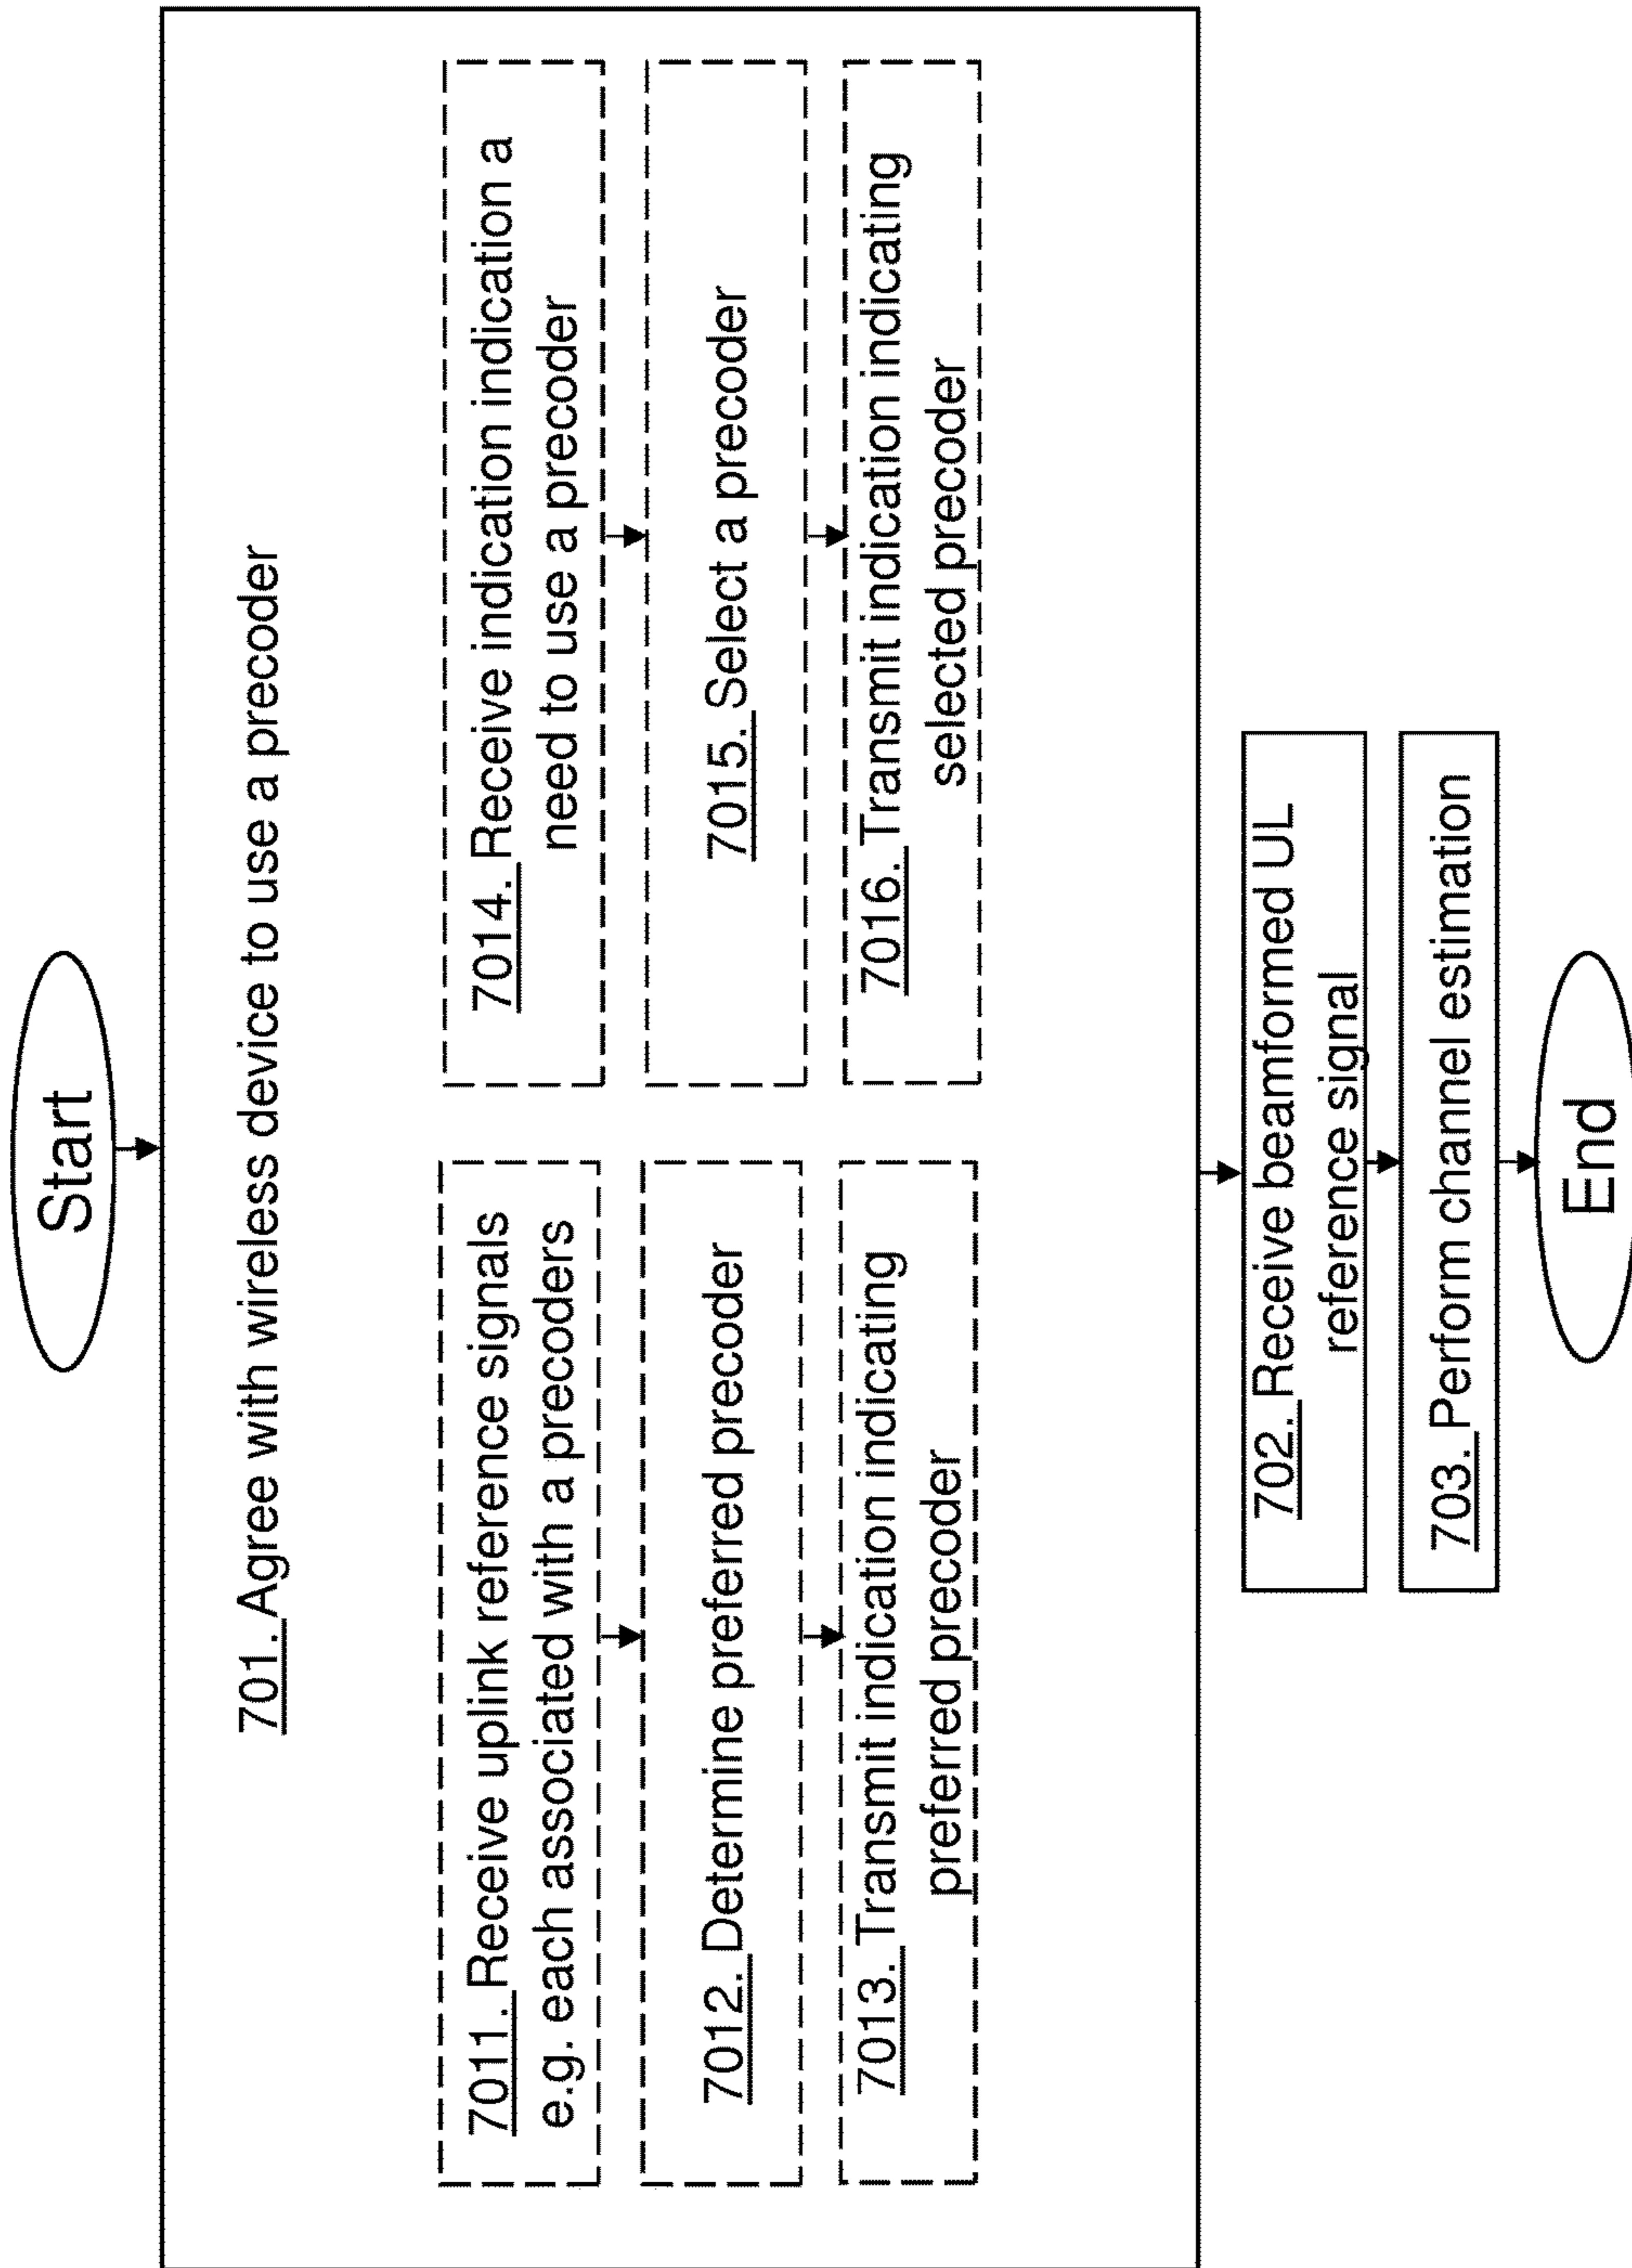 Start
701. Agree with wireless device to use a precoder
7011. Receive uplink reference signals
e.g. each associated with a precoders
7012. Determine preferred precoder
7013. Transmit indication indicating
preferred precoder
7014. Receive indication indication a
need to use a precoder
7015. Select a precoder
7016. Transmit indication indicating
selected precoder
702. Receive beamformed UL
reference signal
703. Perform channel estimation
End